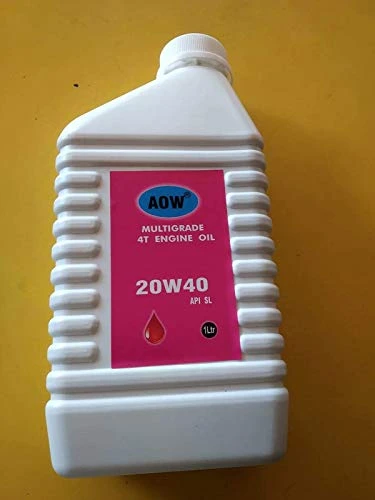 AOW®
MULTIGRADE
4T ENGINE OIL
20W40
API SL
1Ltr